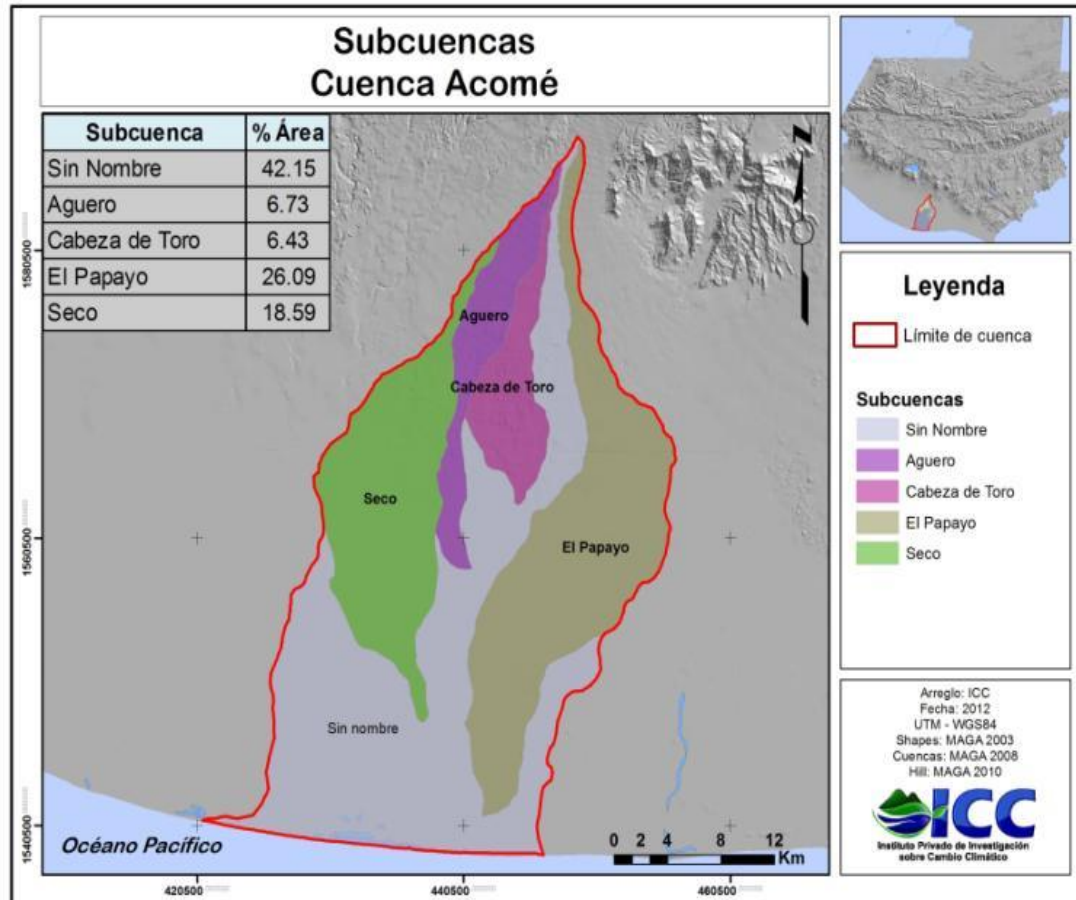 Subcuencas
Cuenca Acomé
Subcuenca % Área
Sin Nombre 42.15
Aguero 6.73
Cabeza de Toro 6.43
El Papayo 26.09
Seco 18.59
N
Aguero
Cabeza de Toro
Seco
El Papayo
Sin nombre
Océano Pacífico
0 2 4 8 12
Km
1580500
1560500
1540500
420500
440500
460500
Leyenda
Límite de cuenca
Subcuencas
Sin Nombre
Aguero
Cabeza de Toro
El Papayo
Seco
Arreglo: ICC
Fecha: 2012
UTM - WGS84
Shapes: MAGA 2003
Cuencas: MAGA 2008
Hill: MAGA 2010
ICC
Instituto Privado de Investigación
sobre Cambio Climático